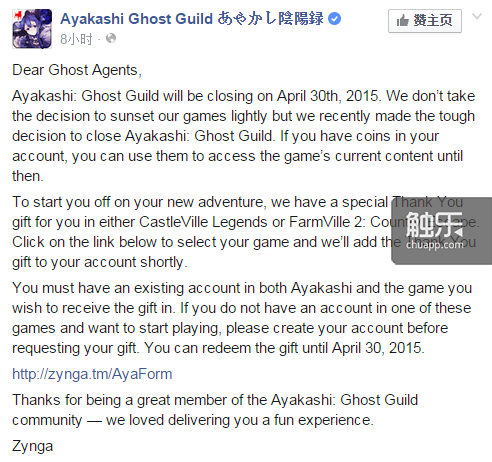 Ayakashi Ghost Guild あやかし陰陽録
赞主页
8小时
Dear Ghost Agents,
Ayakashi: Ghost Guild will be closing on April 30th, 2015. We don’t take
the decision to sunset our games lightly but we recently made the tough
decision to close Ayakashi: Ghost Guild. If you have coins in your
account, you can use them to access the game’s current content until
then.
To start you off on your new adventure, we have a special Thank You
gift for you in either CastleVille Legends or FarmVille 2: Country Escape.
Click on the link below to select your game and we’ll add the Thank You
gift to your account shortly.
触乐
chuapp.com
You must have an existing account in both Ayakashi and the game you
wish to receive the gift in. If you do not have an account in one of these
games and want to start playing, please create your account before
requesting your gift. You can redeem the gift until April 30, 2015.
http://zynga.tm/AyaForm
Thanks for being a great member of the Ayakashi: Ghost Guild
community — we loved delivering you a fun experience.
Zynga